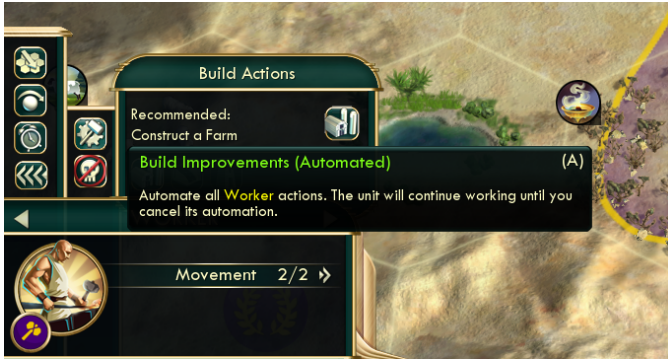 Build Actions
Recommended:
Construct a Farm
Build Improvements (Automated) (A)
Automate all Worker actions. The unit will continue working until you
cancel its automation.
Movement 2/2